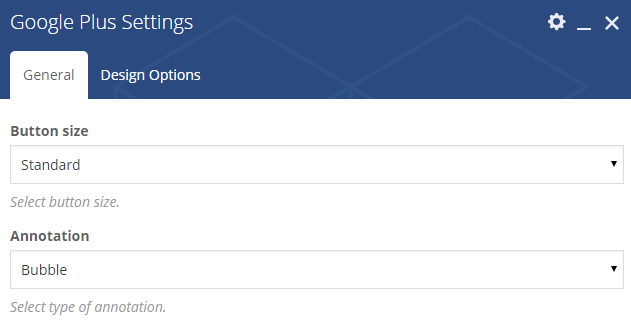 Google Plus Settings
General
Design Options
Button size
Standard
Select button size.
Annotation
Bubble
Select type of annotation.